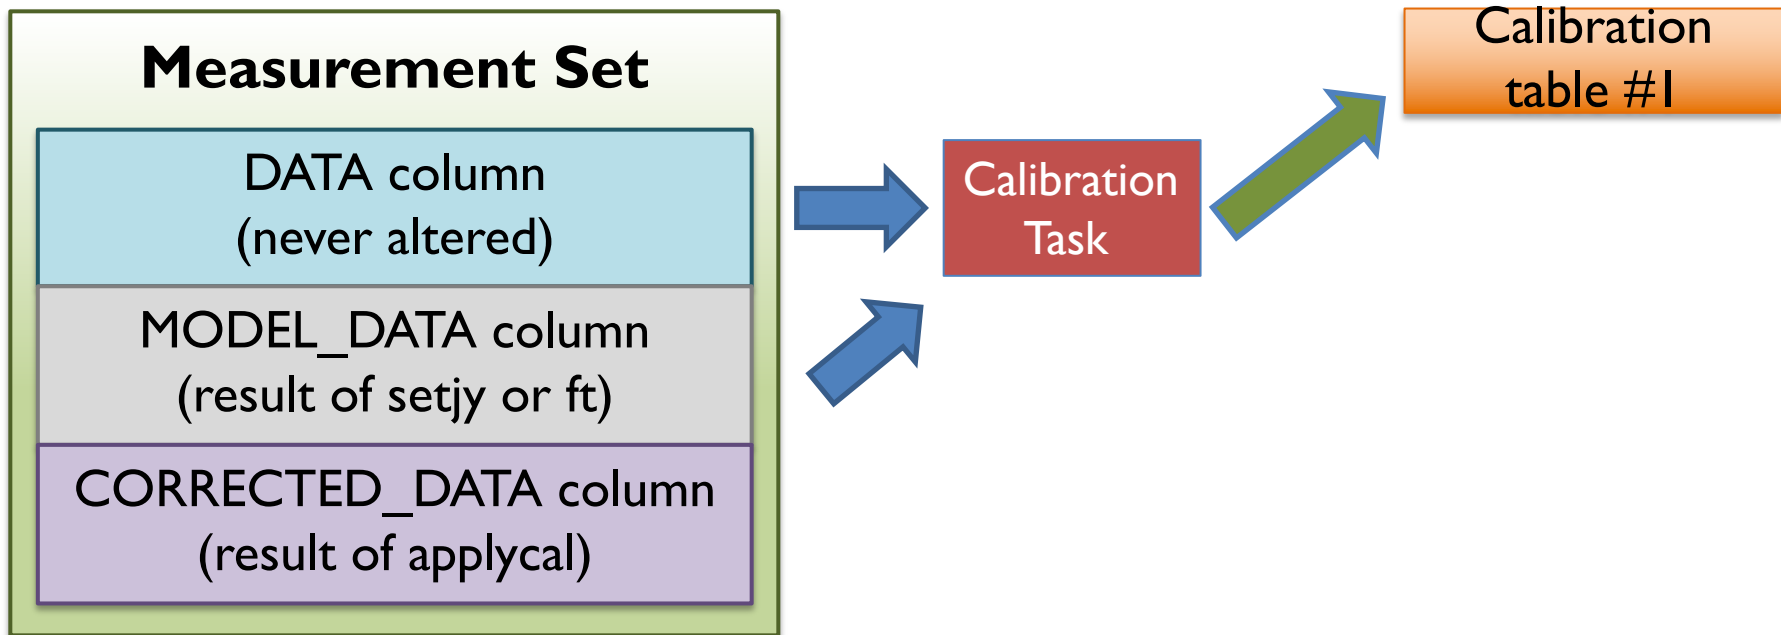 Measurement Set
DATA column
(never altered)
MODEL_DATA column
(result of setjy or ft)
CORRECTED_DATA column
(result of applycal)
Calibration
Task
Calibration
table #1